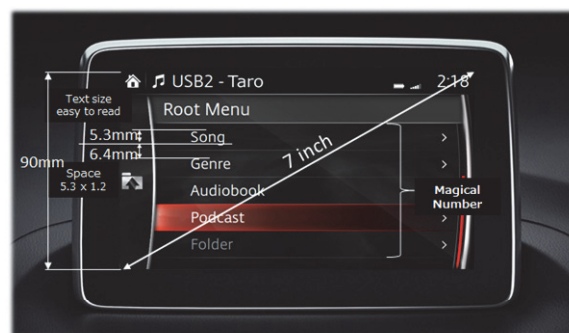 USB2 - Taro
2:18
Root Menu
Text size
easy to read
5.3mm
90mm
6.4mm
Space
5.3 x 1.2
7 inch
Song
Genre
Audiobook
Podcast
Folder
Magical
Number